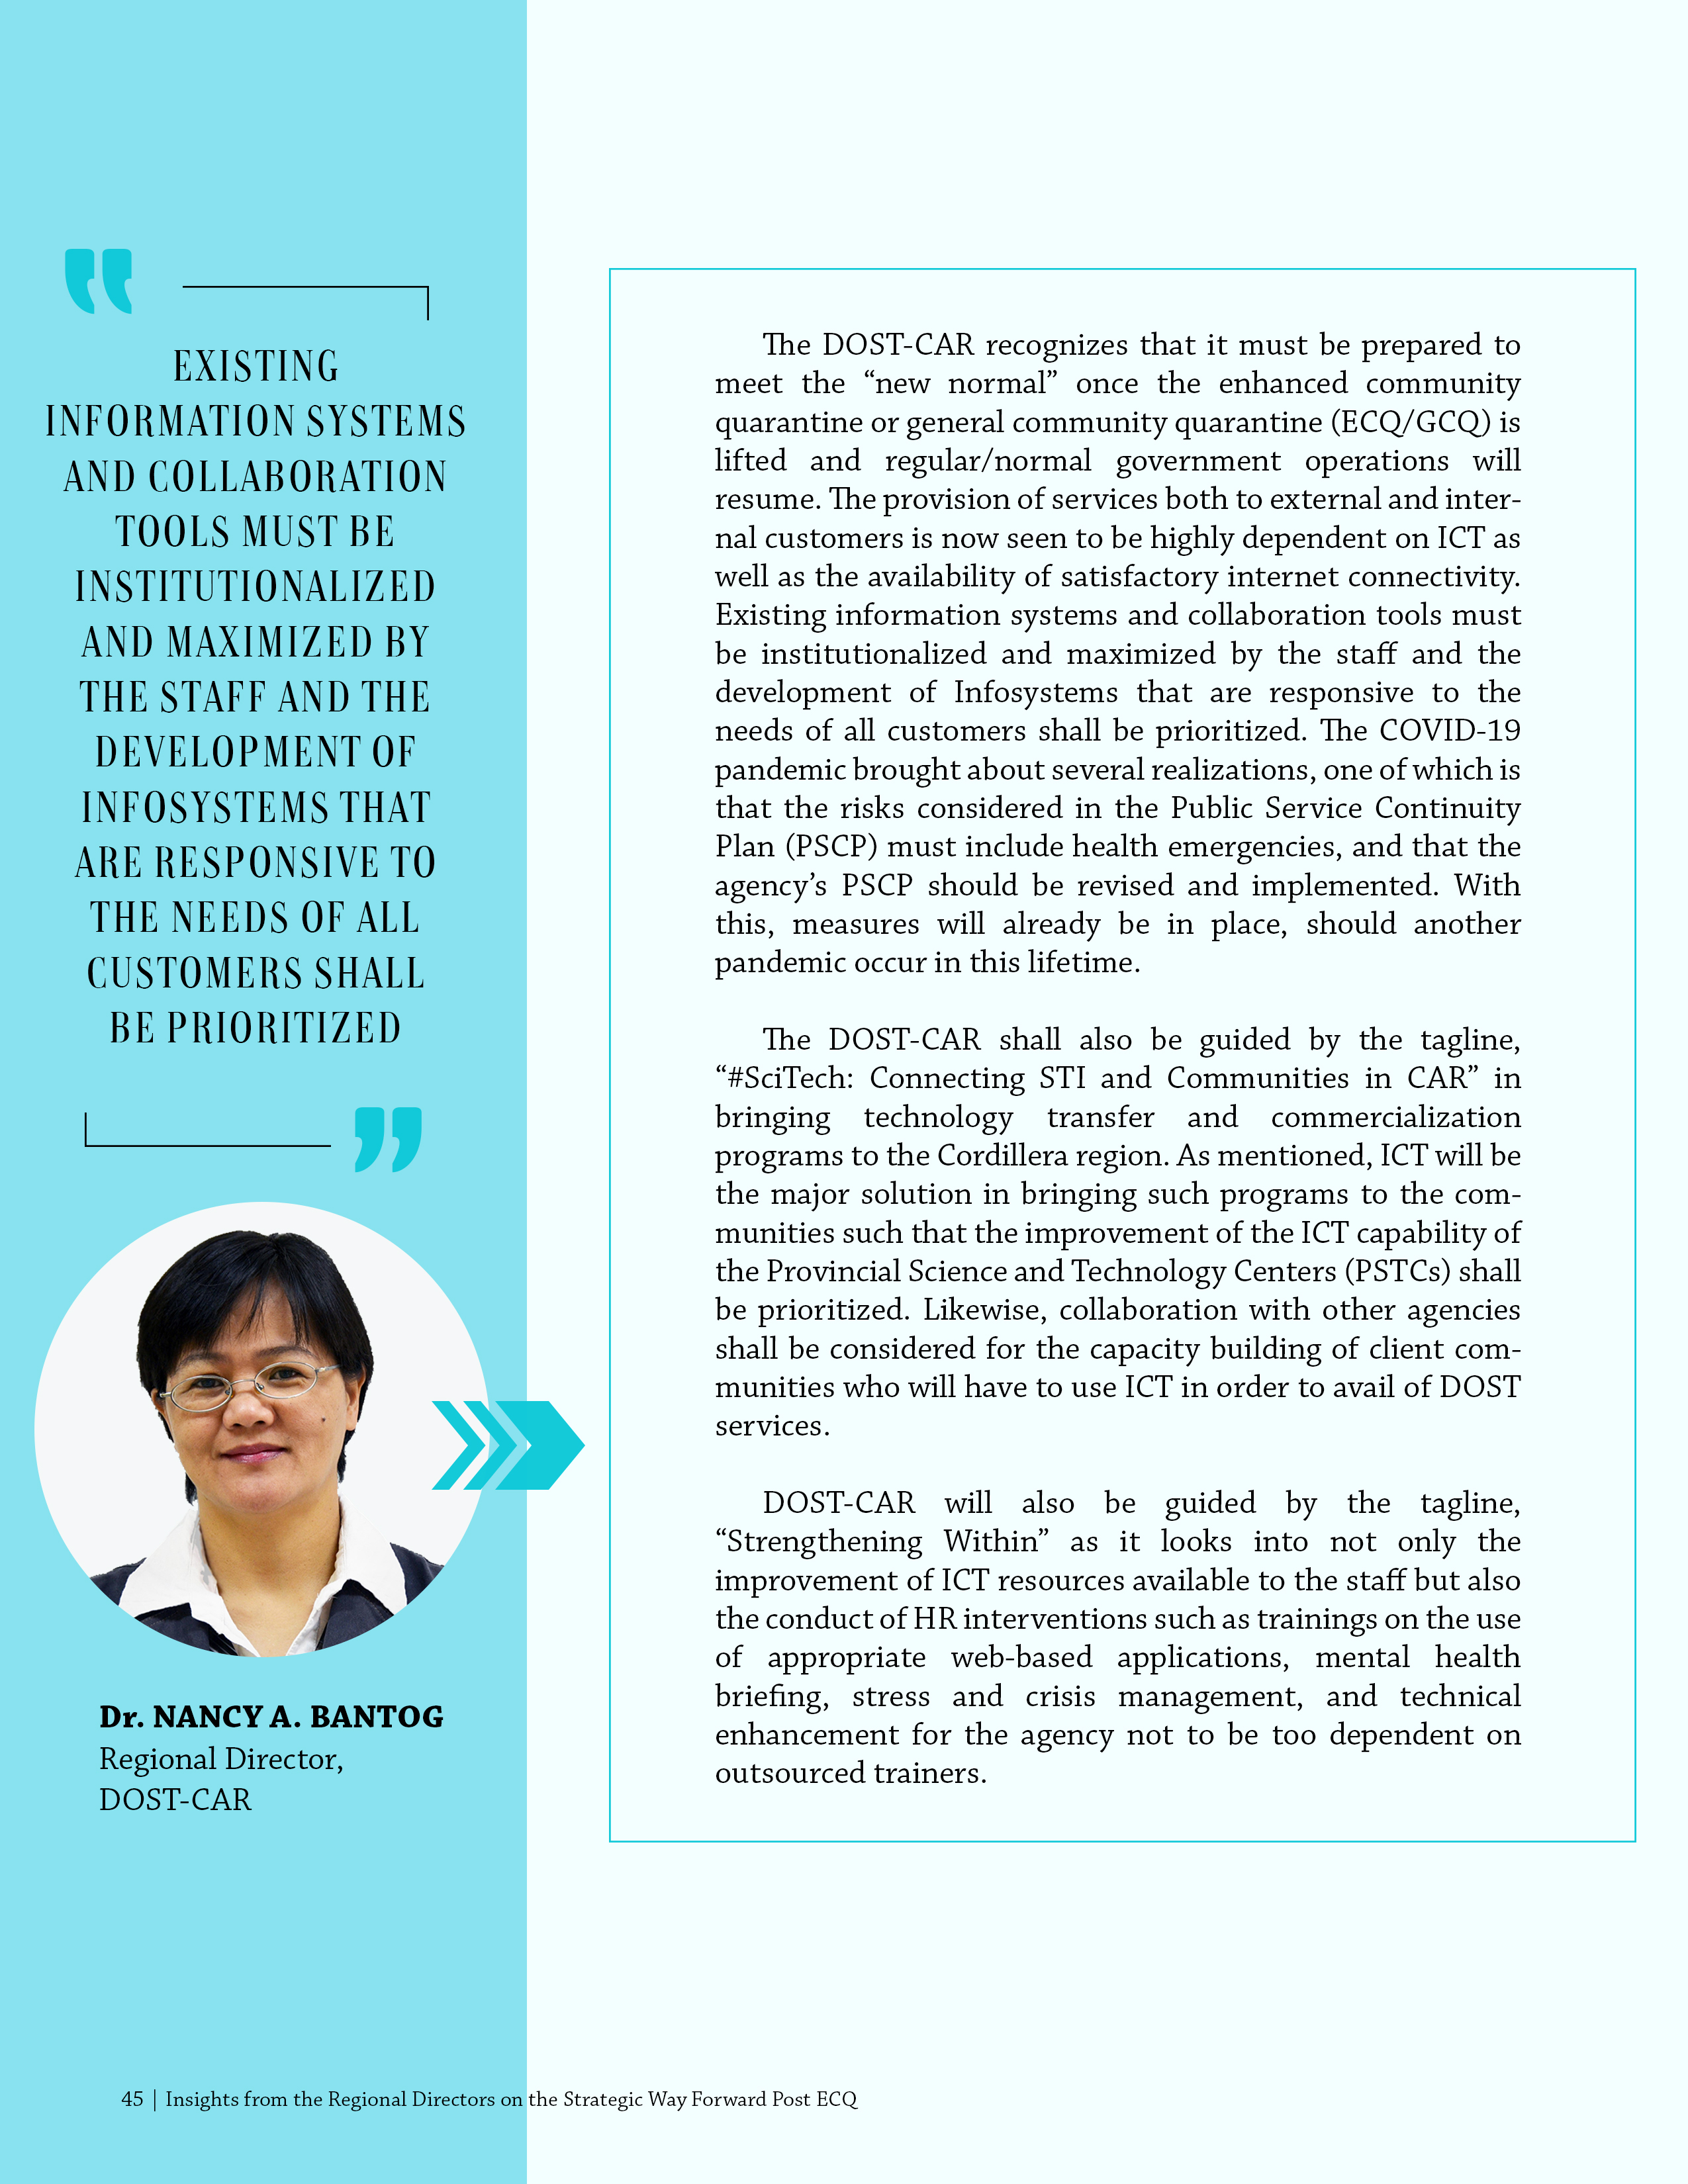 EXISTING
INFORMATION SYSTEMS
AND COLLABORATION
TOOLS MUST BE
INSTITUTIONALIZED
AND MAXIMIZED BY
THE STAFF AND THE
DEVELOPMENT OF
INFOSYSTEMS THAT
ARE RESPONSIVE TO
THE NEEDS OF ALL
CUSTOMERS SHALL
BE PRIORITIZED
Dr. NANCY A. BANTOG
Regional Director,
DOST-CAR
The DOST-CAR recognizes that it must be prepared to
meet the “new normal” once the enhanced community
quarantine or general community quarantine (ECQ/GCQ) is
lifted and regular/normal government operations will
resume. The provision of services both to external and inter-
nal customers is now seen to be highly dependent on ICT as
well as the availability of satisfactory internet connectivity.
Existing information systems and collaboration tools must
be institutionalized and maximized by the staff and the
development of Infosystems that are responsive to the
needs of all customers shall be prioritized. The COVID-19
pandemic brought about several realizations, one of which is
that the risks considered in the Public Service Continuity
Plan (PSCP) must include health emergencies, and that the
agency’s PSCP should be revised and implemented. With
this, measures will already be in place, should another
pandemic occur in this lifetime.
The DOST-CAR shall also be guided by the tagline,
“#SciTech: Connecting STI and Communities in CAR” in
bringing technology transfer and commercialization
programs to the Cordillera region. As mentioned, ICT will be
the major solution in bringing such programs to the com-
munities such that the improvement of the ICT capability of
the Provincial Science and Technology Centers (PSTCs) shall
be prioritized. Likewise, collaboration with other agencies
shall be considered for the capacity building of client com-
munities who will have to use ICT in order to avail of DOST
services.
DOST-CAR will also be guided by the tagline,
“Strengthening Within” as it looks into not only the
improvement of ICT resources available to the staff but also
the conduct of HR interventions such as trainings on the use
of appropriate web-based applications, mental health
briefing, stress and crisis management, and technical
enhancement for the agency not to be too dependent on
outsourced trainers.
45 | Insights from the Regional Directors on the Strategic Way Forward Post ECQ